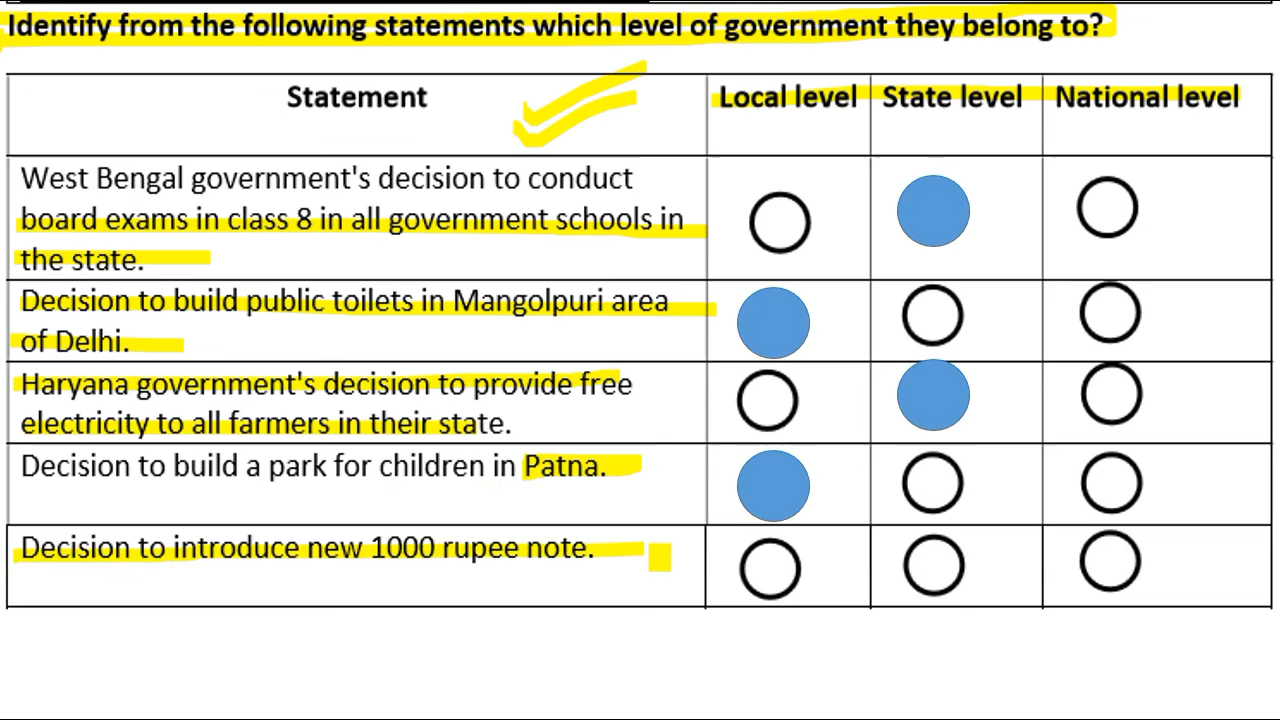 Identify from the following statements which level of government they belong to?
Statement Local level State level National level
West Bengal government's decision to conduct
board exams in class 8 in all government schools in
the state.
Decision to build public toilets in Mangolpuri area
of Delhi.
Haryana government's decision to provide free
electricity to all farmers in their state.
Decision to build a park for children in Patna.
Decision to introduce new 1000 rupee note.